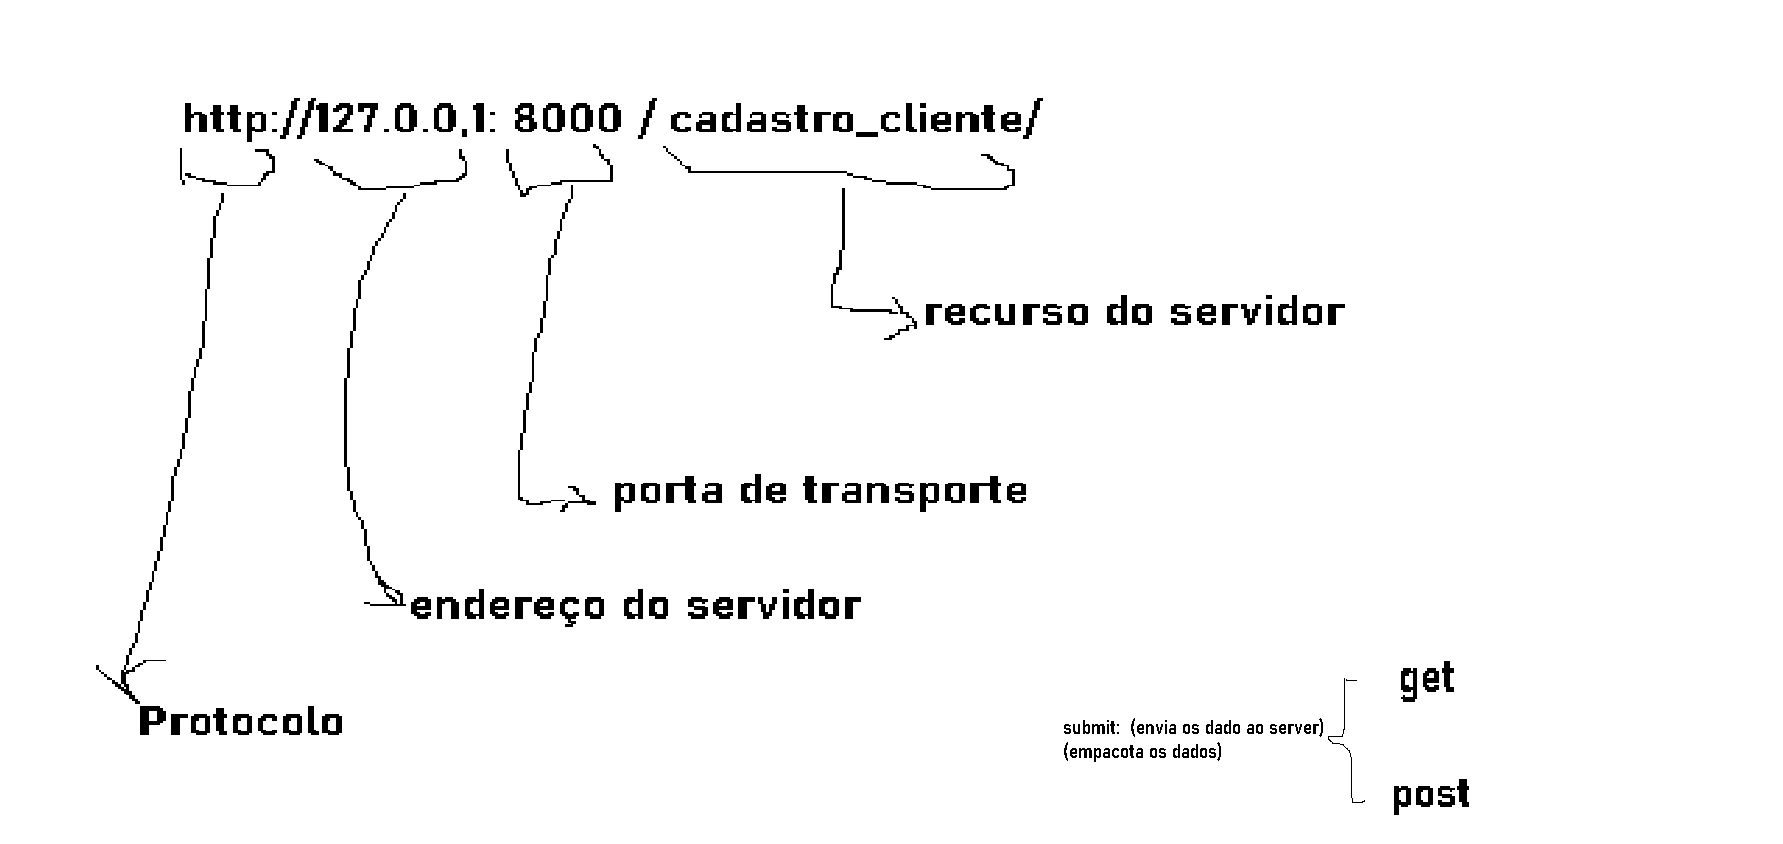 http://127.0.0,1: 8000 / cadastro_cliente/
recurso do servidor
porta de transporte
endereço do servidor
Protocolo
get
submit: (envia os dado ao server)
(empacota os dados)
post